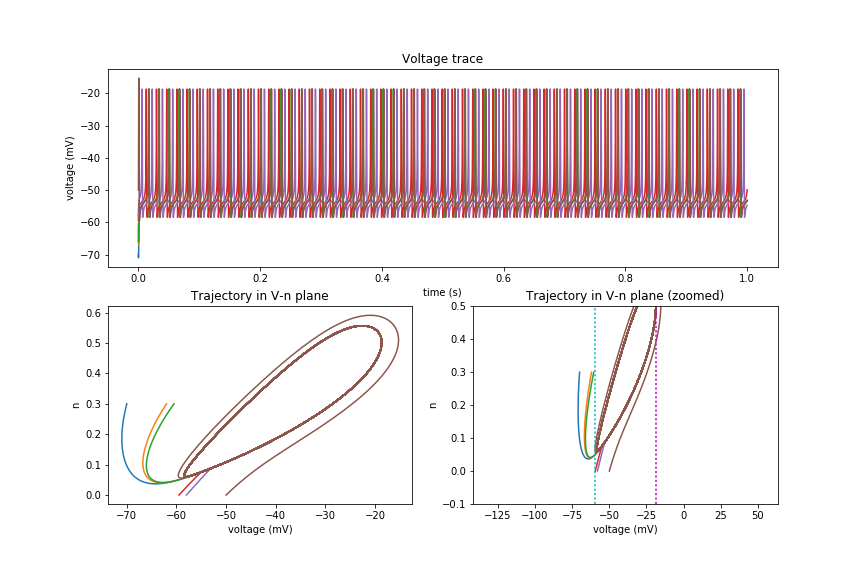 Voltage trace
voltage (mV)
−20
−30
−40
−50
−60
−70
0.0 0.2 0.4 0.6 0.8 1.0
time (s)
Trajectory in V-n plane
n
0.6
0.5
0.4
0.3
0.2
0.1
0.0
−70 −60 −50 −40 −30 −20
voltage (mV)
Trajectory in V-n plane (zoomed)
n
0.5
0.4
0.3
0.2
0.1
0.0
−0.1
−125 −100 −75 −50 −25 0 25 50
voltage (mV)